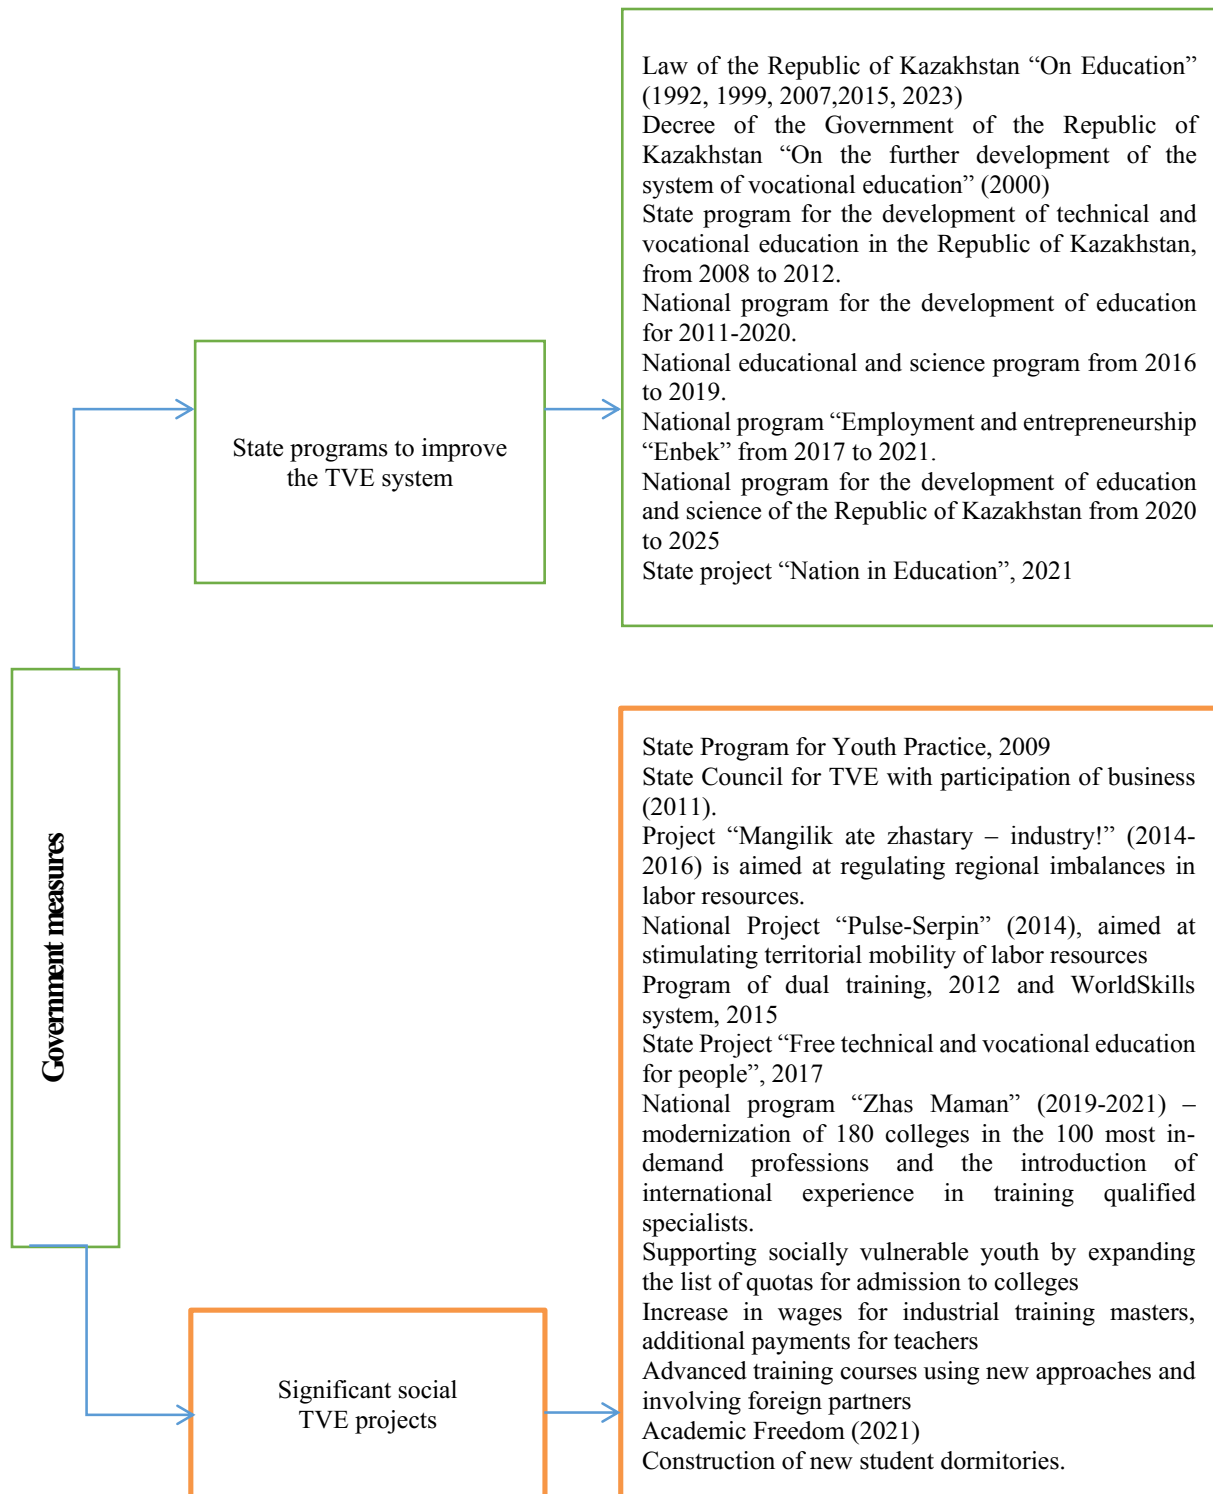 Government measures
State programs to improve
the TVE system
Law of the Republic of Kazakhstan “On Education”
(1992, 1999, 2007,2015, 2023)
Decree of the Government of the Republic of
Kazakhstan “On the further development of the
system of vocational education” (2000)
State program for the development of technical and
vocational education in the Republic of Kazakhstan,
from 2008 to 2012.
National program for the development of education
for 2011-2020.
National educational and science program from 2016
to 2019.
National program “Employment and entrepreneurship
“Enbek” from 2017 to 2021.
National program for the development of education
and science of the Republic of Kazakhstan from 2020
to 2025
State project “Nation in Education”, 2021
Significant social
TVE projects
State Program for Youth Practice, 2009
State Council for TVE with participation of business
(2011).
Project “Mangilik ate zhastary – industry!” (2014-
2016) is aimed at regulating regional imbalances in
labor resources.
National Project “Pulse-Serpin” (2014), aimed at
stimulating territorial mobility of labor resources
Program of dual training, 2012 and WorldSkills
system, 2015
State Project “Free technical and vocational education
for people”, 2017
National program “Zhas Maman” (2019-2021) –
modernization of 180 colleges in the 100 most in-
demand professions and the introduction of
international experience in training qualified
specialists.
Supporting socially vulnerable youth by expanding
the list of quotas for admission to colleges
Increase in wages for industrial training masters,
additional payments for teachers
Advanced training courses using new approaches and
involving foreign partners
Academic Freedom (2021)
Construction of new student dormitories.